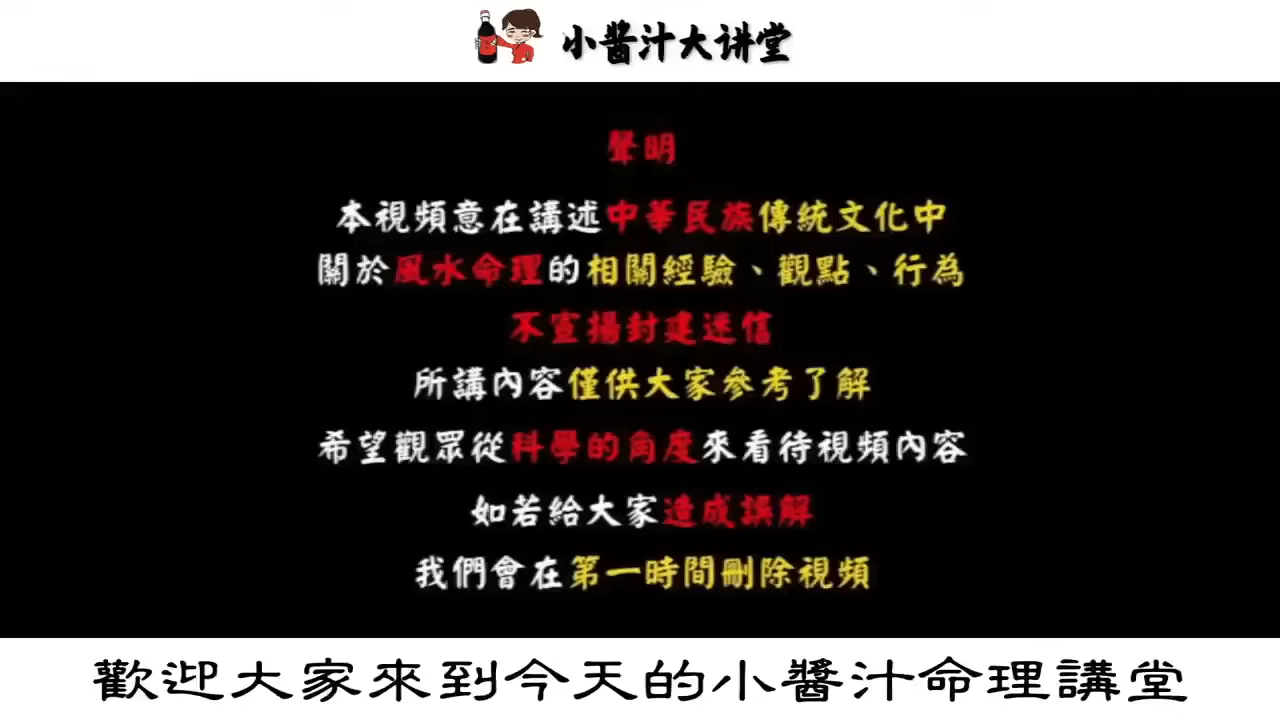 小醬汁大讲堂
聲明
本視頻意在講述中華民族傳統文化中
關於風水命理的相關經驗、觀點、行為
不宣揚封建迷信
所講內容僅供大家參考了解
希望觀眾從科學的角度來看待視頻內容
如若給大家造成誤解
我們會在第一時間刪除視頻
歡迎大家來到今天的小醬汁命理講堂